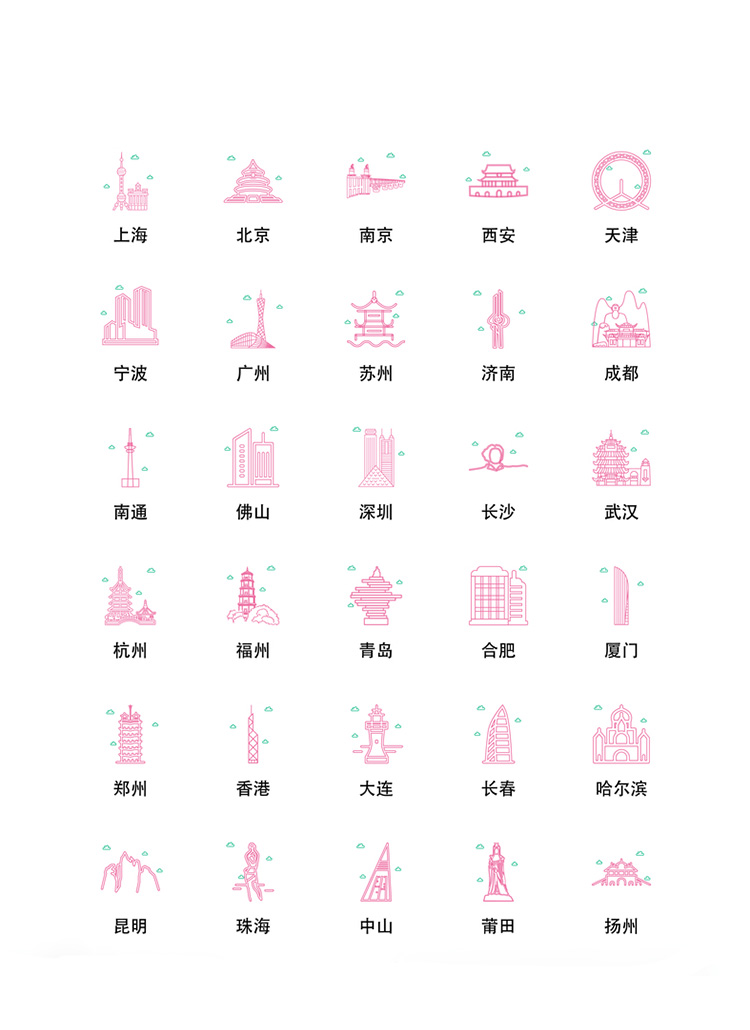 上海 北京 南京 西安 天津
宁波 广州 苏州 济南 成都
南通 佛山 深圳 长沙 武汉
杭州 福州 青岛 合肥 厦门
郑州 香港 大连 长春 哈尔滨
昆明 珠海 中山 莆田 扬州